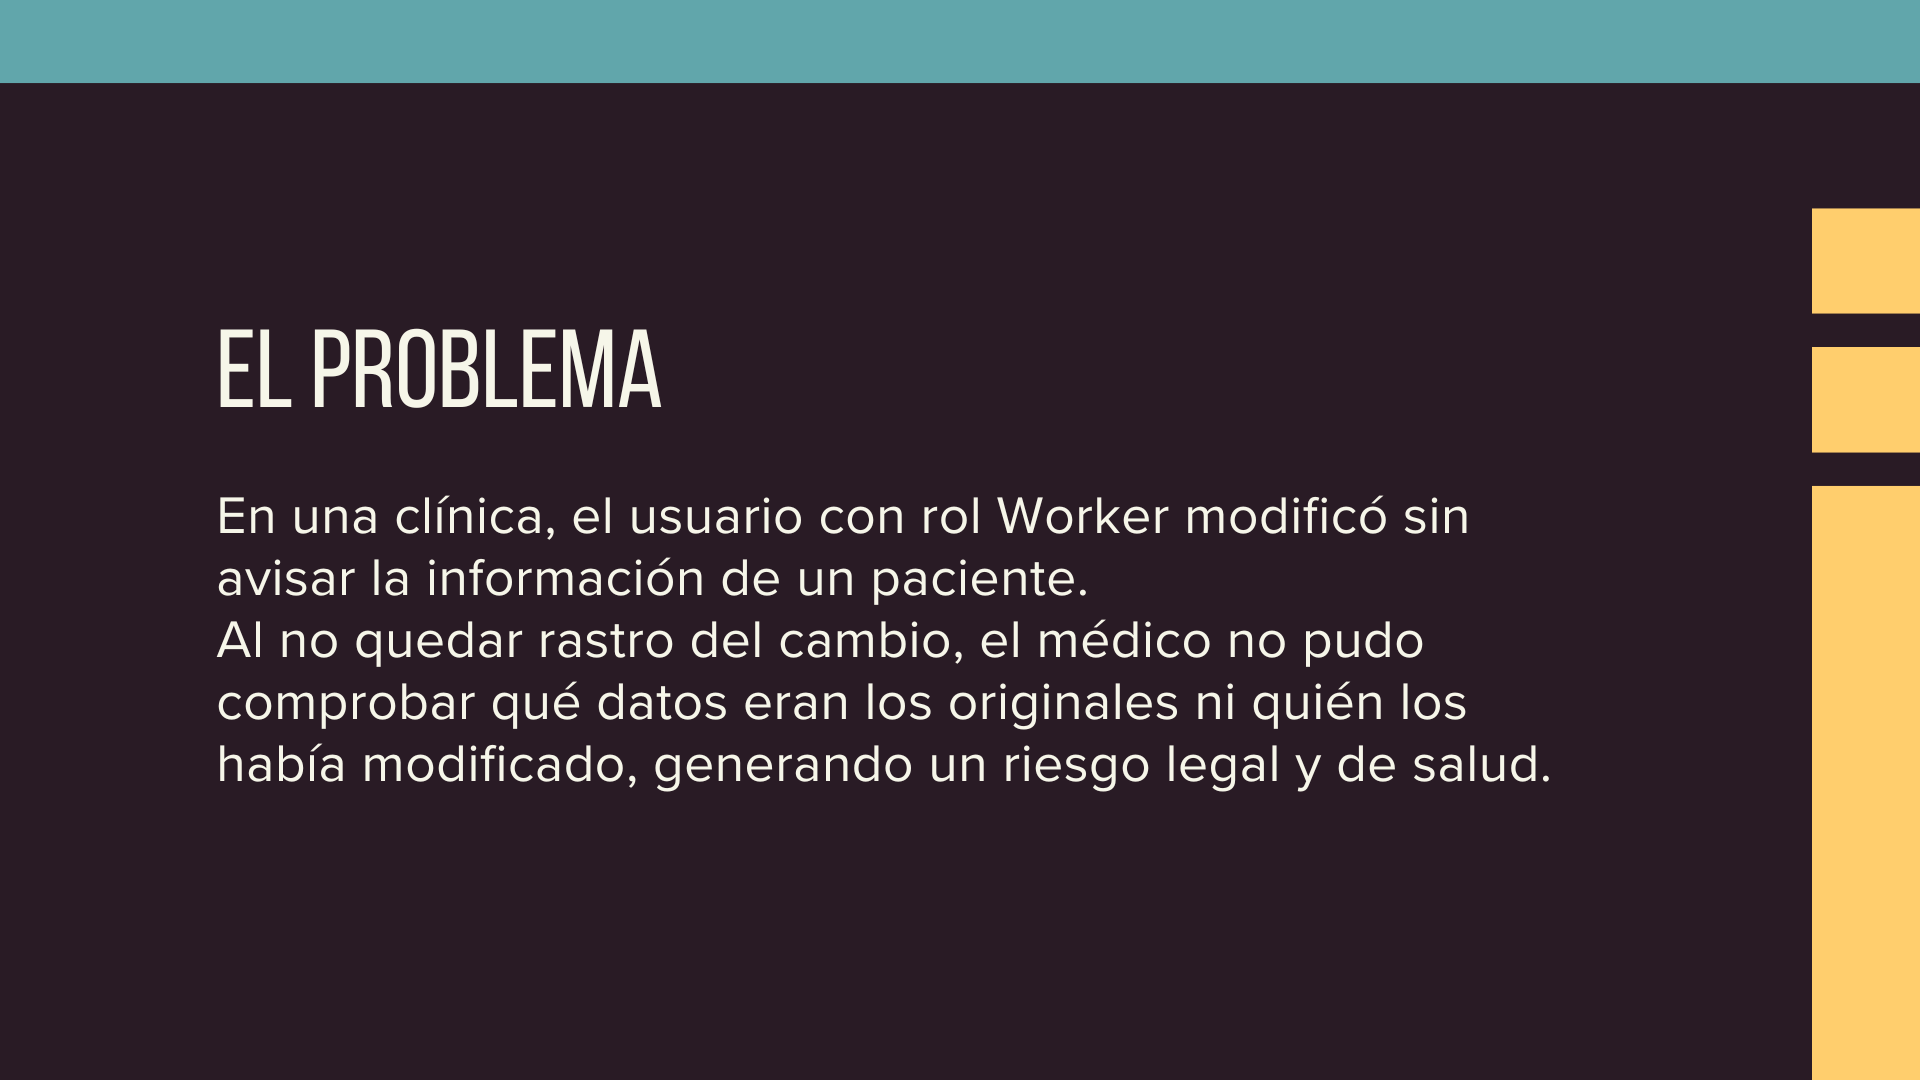 EL PROBLEMA
En una clínica, el usuario con rol Worker modificó sin
avisar la información de un paciente.
Al no quedar rastro del cambio, el médico no pudo
comprobar qué datos eran los originales ni quién los
había modificado, generando un riesgo legal y de salud.